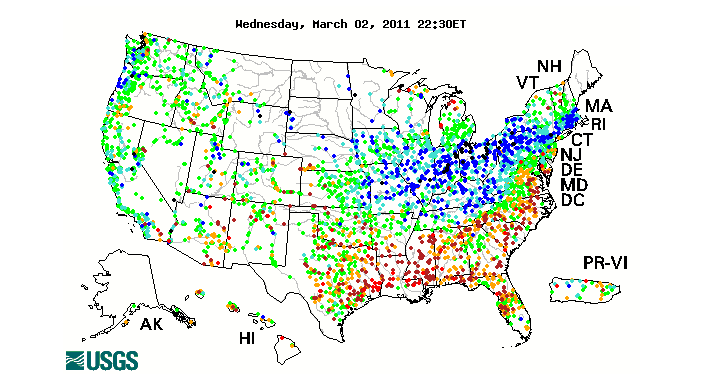 Wednesday, March 02, 2011 22:30ET
NH
VT
MA
RI
CT
NJ
DE
MD
DC
PR-VI
AK
HI
USGS